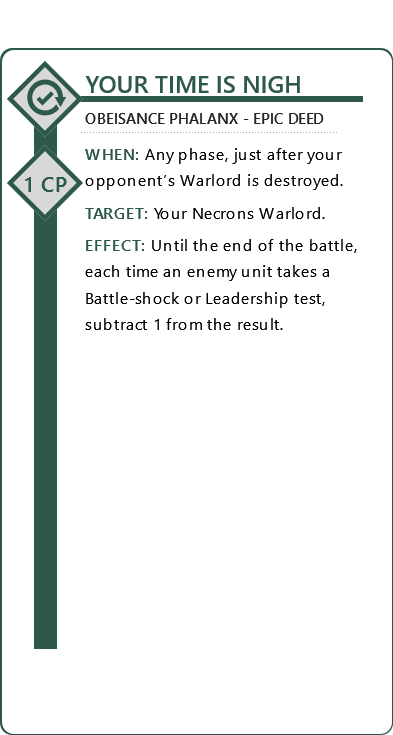 YOUR TIME IS NIGH
OBEISANCE PHALANX - EPIC DEED
1 CP
WHEN: Any phase, just after your
opponent's Warlord is destroyed.
TARGET: Your Necrons Warlord.
EFFECT: Until the end of the battle,
each time an enemy unit takes a
Battle-shock or Leadership test,
subtract 1 from the result.